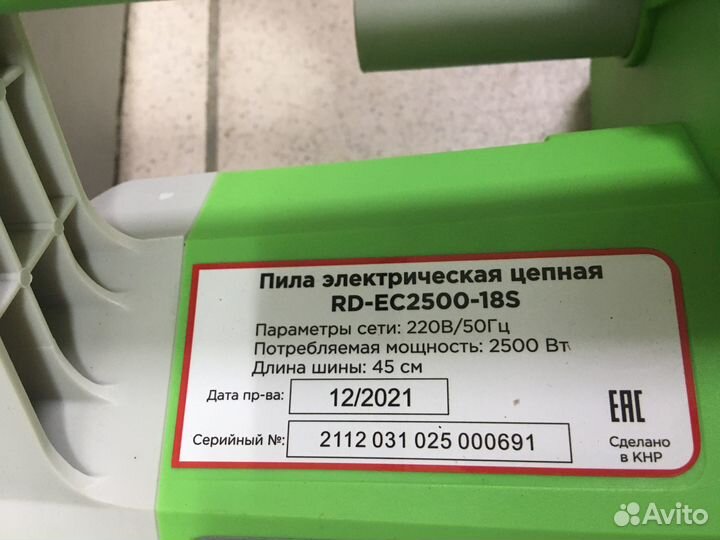 Пила электрическая цепная
RD-EC2500-18S
Параметры сети: 220В/50Гц
Потребляемая мощность: 2500 Вт
Длина шины: 45 см
Дата пр-ва: 12/2021
Серийный №: 2112 031 025 000691
EAC
Сделано
в КНР
Avito